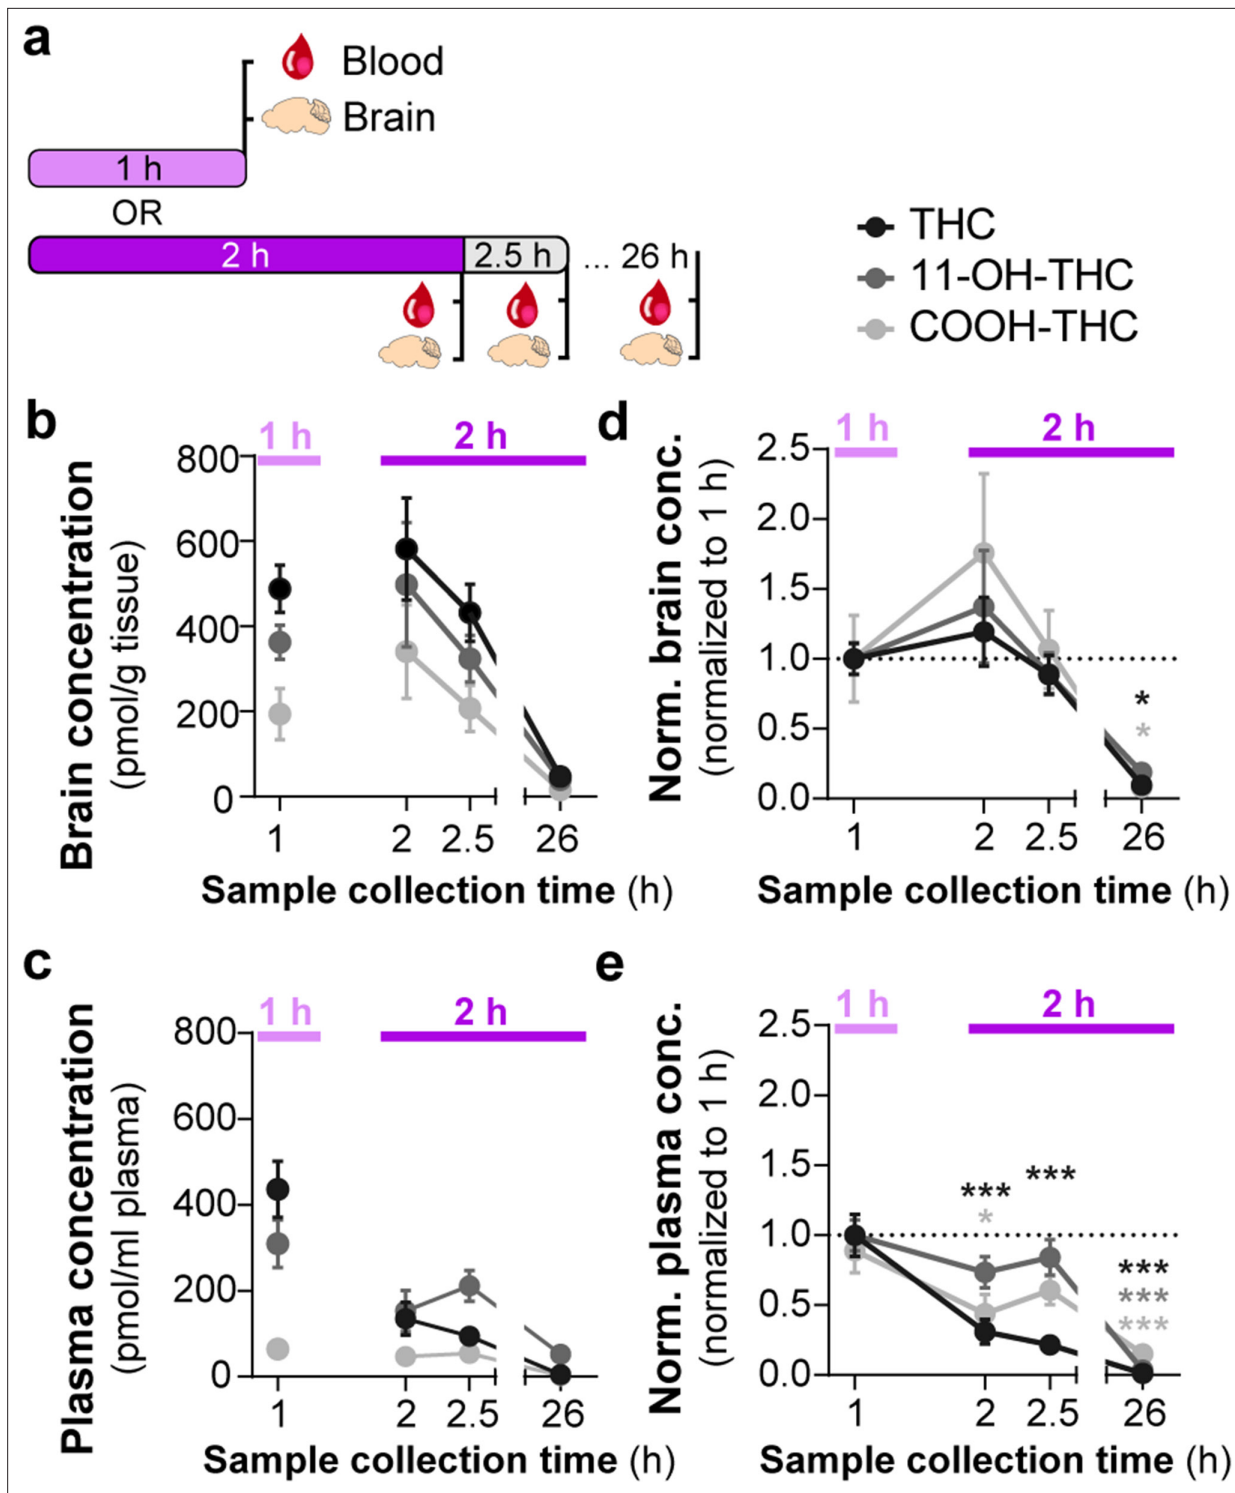 a
Blood
Brain
1 h
OR
2 h
2.5 h
... 26 h
THC
11-OH-THC
COOH-THC
b
1 h
2 h
Brain concentration
(pmol/g tissue)
800
600
400
200
0
1
2
2.5
26
Sample collection time (h)
d
1 h
2 h
Norm. brain conc.
(normalized to 1 h)
2.5
2.0
1.5
1.0
0.5
0.0
*
*
1
2
2.5
26
Sample collection time (h)
c
1 h
2 h
Plasma concentration
(pmol/ml plasma)
800
600
400
200
0
1
2
2.5
26
Sample collection time (h)
e
1 h
2 h
Norm. plasma conc.
(normalized to 1 h)
2.5
2.0
1.5
1.0
0.5
0.0
***
*
***
***
***
***
1
2
2.5
26
Sample collection time (h)